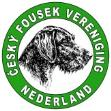 ČESKÝ FOUSEK VERENIGING
NEDERLAND